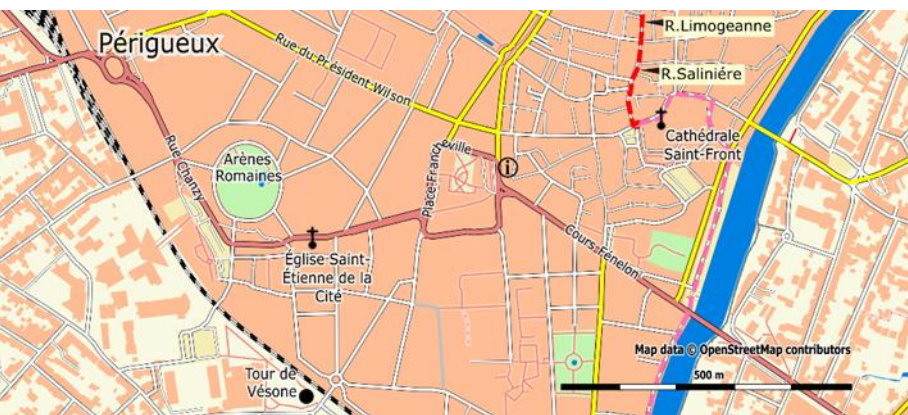 R.Limogeanne
Périgueux
Rue du Président Wilson
R.Saliniére
Cathédrale
Saint-Front
Rue Chanzy
Arènes
Romaines
Place Francheville
i
Cours Fénelon
Église Saint-
Étienne de la
Cité
Map data © OpenStreetMap contributors
500 m
Tour de
Vésone